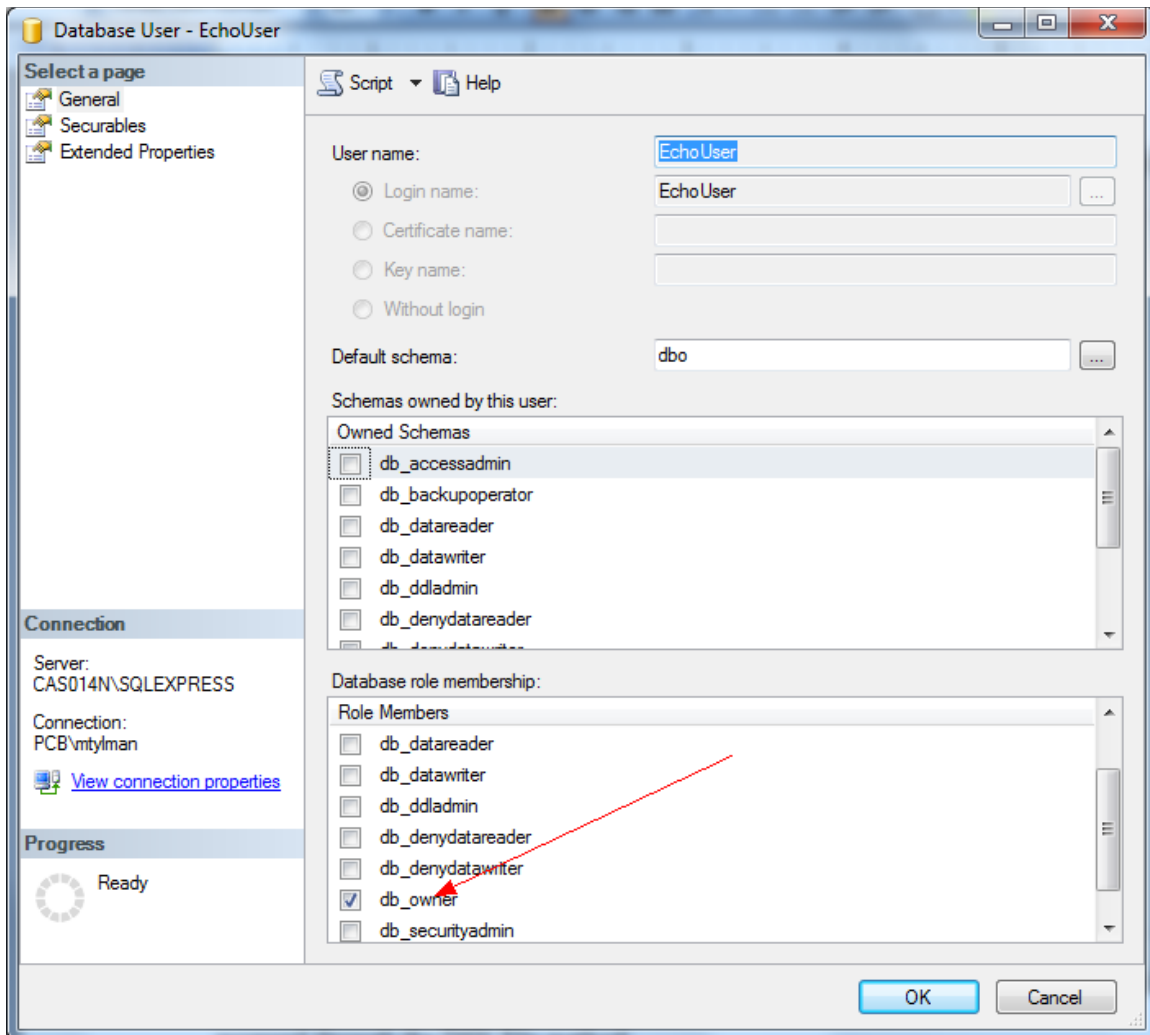 Database User - EchoUser
Select a page
General
Securables
Extended Properties
Script
Help
User name:
EchoUser
Login name:
EchoUser
...
Certificate name:
Key name:
Without login
Default schema:
dbo
...
Schemas owned by this user:
Owned Schemas
db_accessadmin
db_backupoperator
db_datareader
db_datawriter
db_ddladmin
db_denydatareader
db_denydatawriter
Database role membership:
Role Members
db_datareader
db_datawriter
db_ddladmin
db_denydatareader
db_denydatawriter
db_owner
db_securityadmin
Connection
Server:
CAS014N\SQLEXPRESS
Connection:
PCB\mtylman
View connection properties
Progress
Ready
OK
Cancel